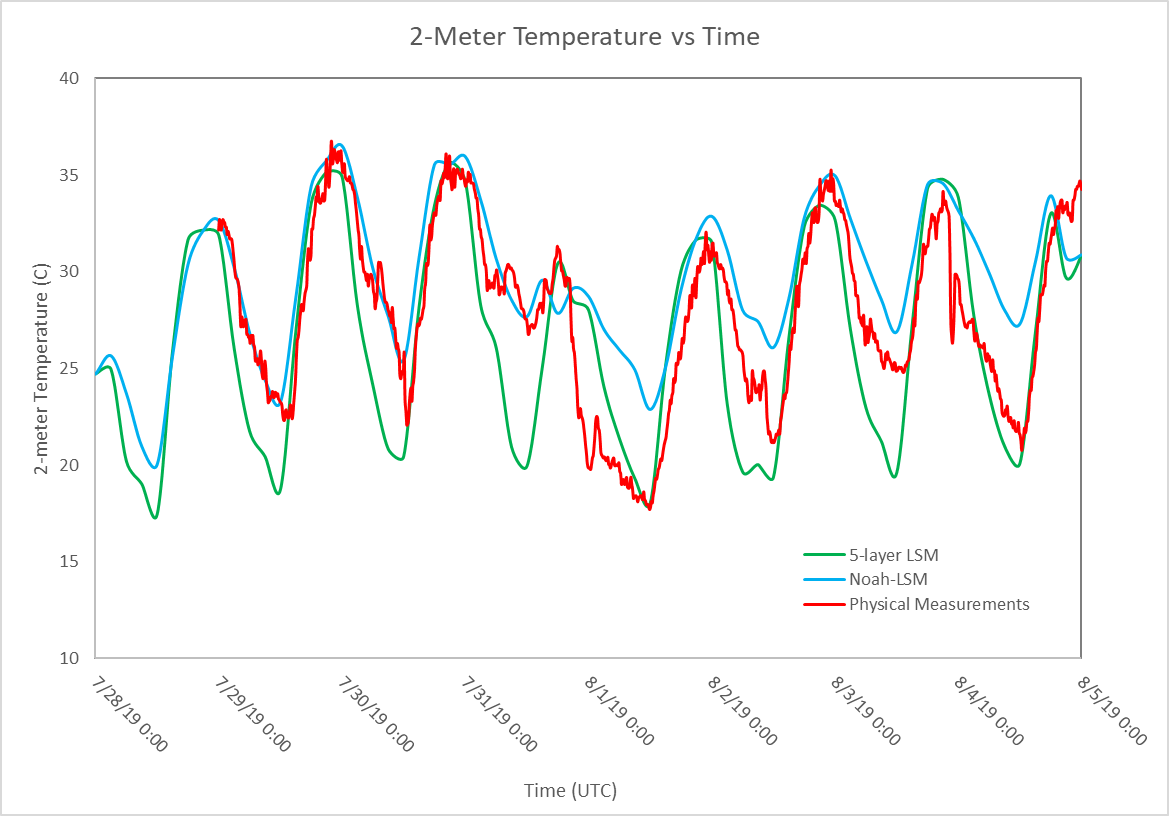 2-Meter Temperature vs Time
2-meter Temperature (C)
40
35
30
25
20
15
10
5-layer LSM
Noah-LSM
Physical Measurements
7/28/19 0:00
7/29/19 0:00
7/30/19 0:00
7/31/19 0:00
8/1/19 0:00
8/2/19 0:00
8/3/19 0:00
8/4/19 0:00
8/5/19 0:00
Time (UTC)